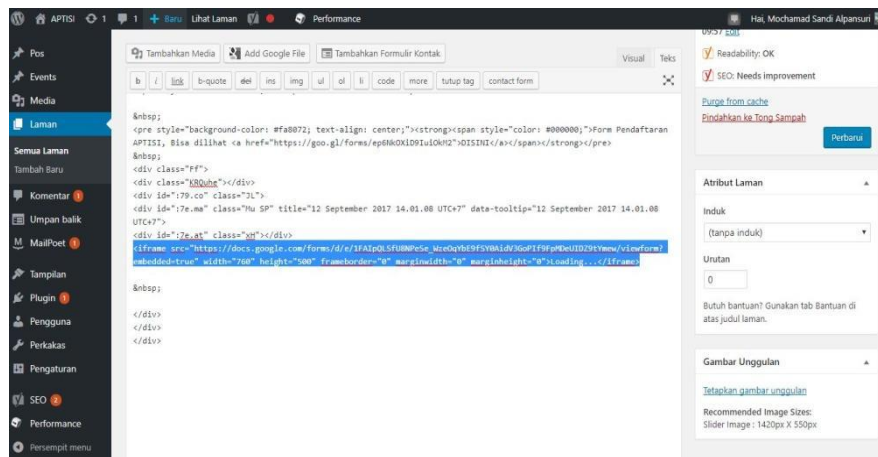 APTISI 1 1 + Baru Lihat Laman Performance Hai, Mochamad Sandi Alpansuri
Pos
Events
Media
Laman
Semua Laman
Tambah Baru
Komentar 1
Umpan balik
MailPoet 1
Tampilan
Plugin 1
Pengguna
Perkakas
Pengaturan
SEO 2
Performance
Persempit menu
Tambahkan Media Add Google File Tambahkan Formulir Kontak
Visual Teks
b i link b-quote del ins img ul ol li code more tutup tag contact form
&nbsp;
<pre style="background-color: #fa8072; text-align: center;"><strong><span style="color: #000000;">Form Pendaftaran
APTISI, Bisa dilihat <a href="https://goo.gl/forms/ep6NkOXiD9IuiOkM2">DISINI</a></span></strong></pre>
&nbsp;
<div class="Ff">
<div class="KRQuhe"></div>
<div id=":79.co" class="JL">
<div id=":7e.ma" class="Mu SP" title="12 September 2017 14.01.08 UTC+7" data-tooltip="12 September 2017 14.01.08
UTC+7">
<div id=":7e.at" class="xH"></div>
<iframe src="https://docs.google.com/forms/d/e/1FAIpQLSfU8NPeSe_WzeOqYbE9fSY0AidV3GoPIf9FpMDeUIDZ9tYmew/viewform?
embedded=true" width="760" height="500" frameborder="0" marginwidth="0" marginheight="0">Loading...</iframe>
&nbsp;
</div>
</div>
</div>
09:57 Edit
Readability: OK
SEO: Needs improvement
Purge from cache
Pindahkan ke Tong Sampah
Perbarui
Atribut Laman
Induk
(tanpa induk)
Urutan
0
Butuh bantuan? Gunakan tab Bantuan di
atas judul laman.
Gambar Unggulan
Tetapkan gambar unggulan
Recommended Image Sizes:
Slider Image : 1420px X 550px